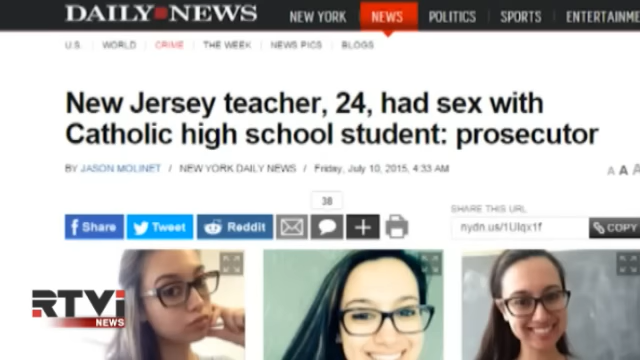 DAILY NEWS
NEW YORK NEWS POLITICS SPORTS ENTERTAINME
U.S. WORLD CRIME THE WEEK NEWS PICS BLOGS
New Jersey teacher, 24, had sex with
Catholic high school student: prosecutor
BY JASON MOLINET / NEW YORK DAILY NEWS / Friday, July 10, 2015, 4:33 AM
A A A
38
SHARE THIS URL
Share Tweet Reddit nydn.us/1UIqx1f COPY
RTVi
NEWS